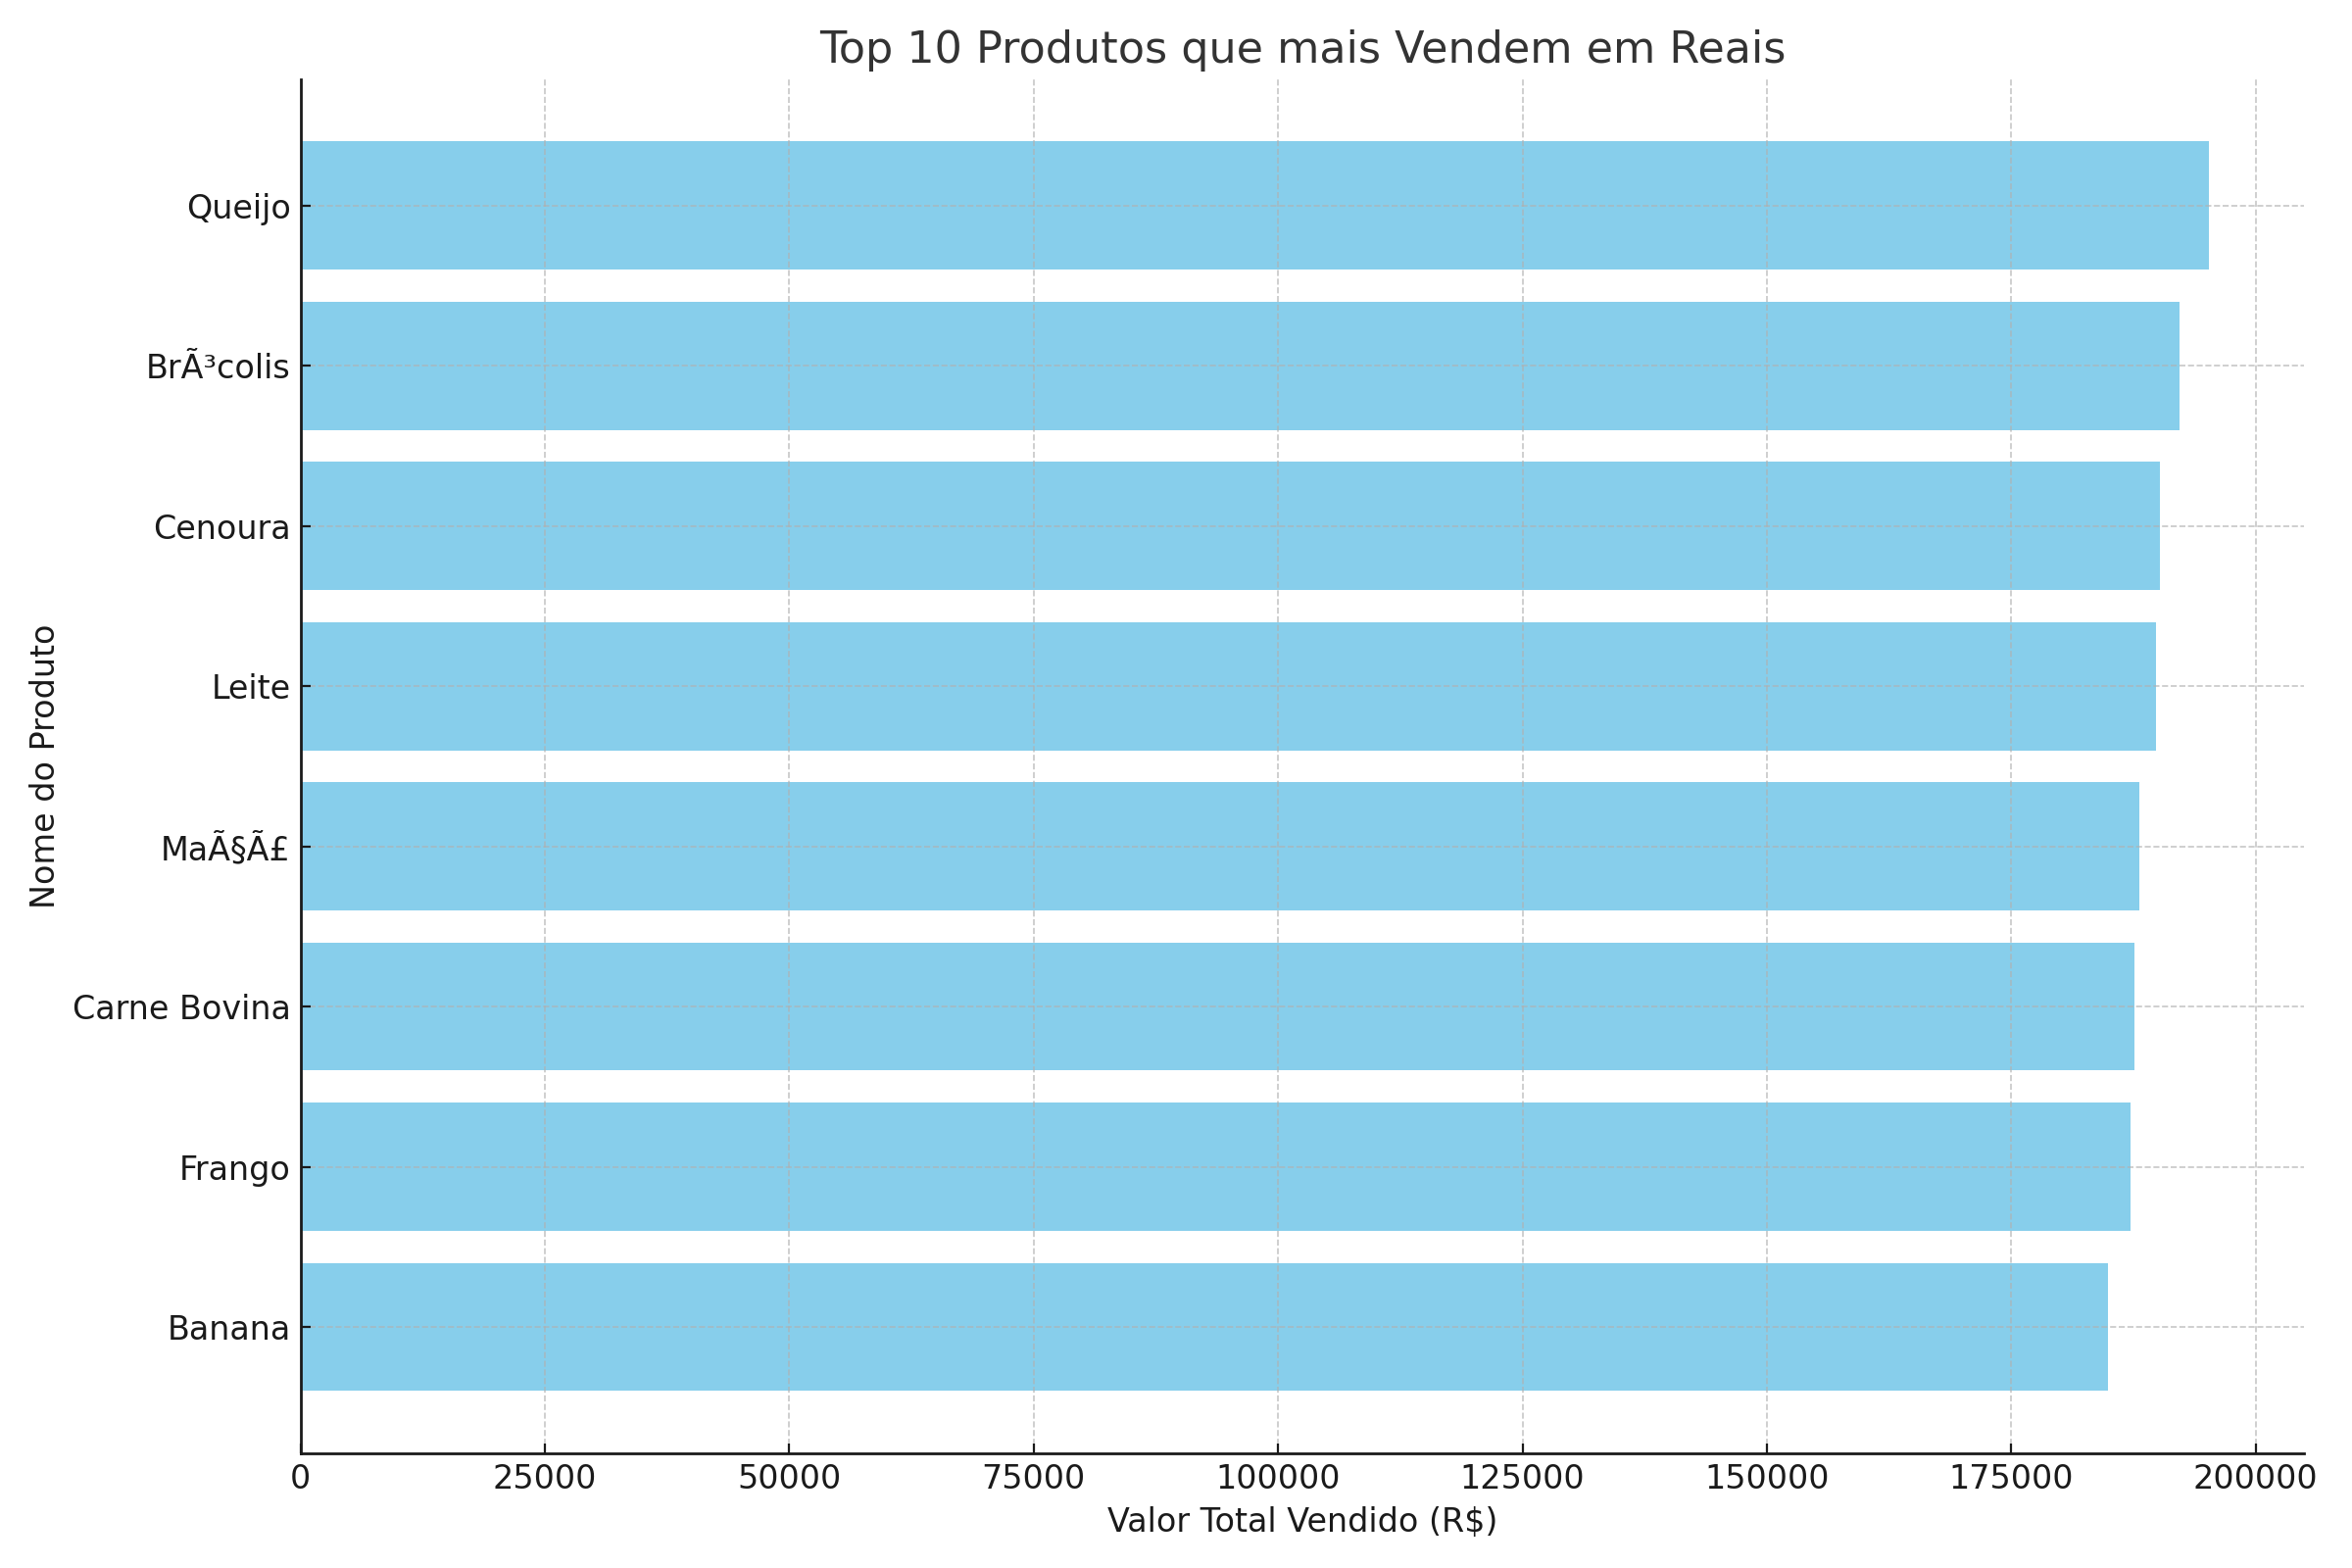 Top 10 Produtos que mais Vendem em Reais
Nome do Produto
Queijo
BrÃ³colis
Cenoura
Leite
MaÃ§Ã£
Carne Bovina
Frango
Banana
0 25000 50000 75000 100000 125000 150000 175000 200000
Valor Total Vendido (R$)